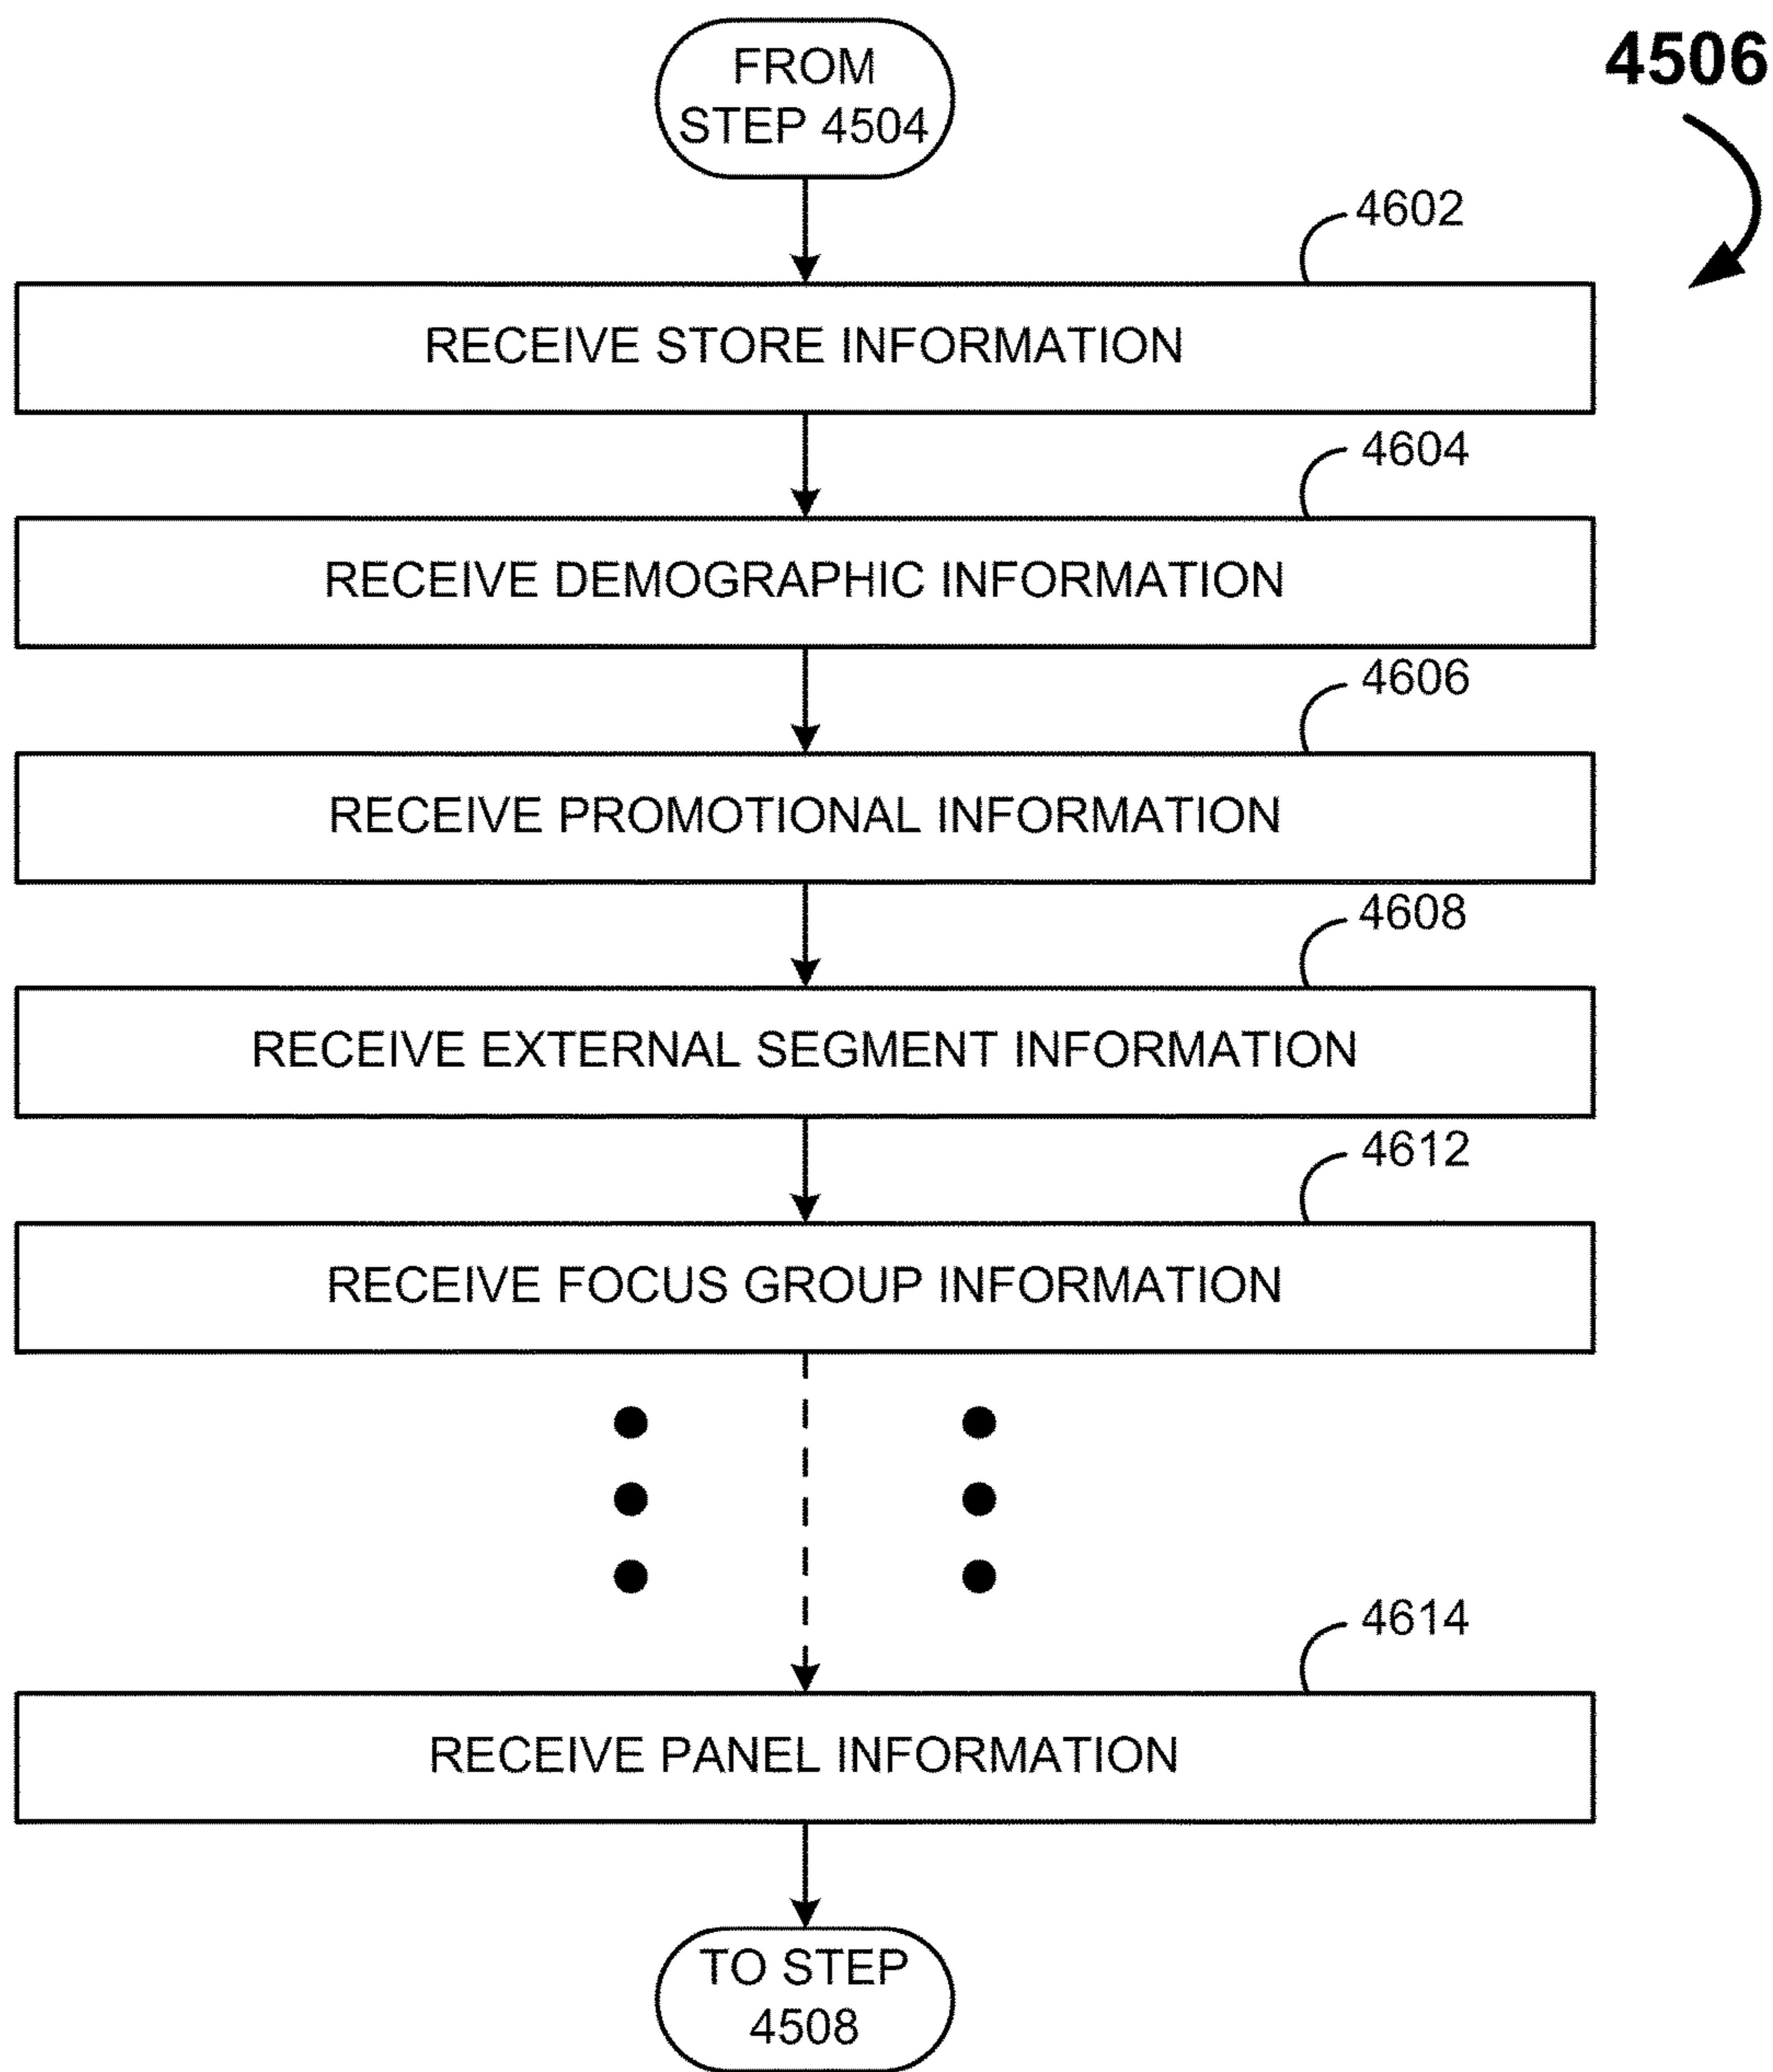 FROM
STEP 4504
4506
4602
RECEIVE STORE INFORMATION
4604
RECEIVE DEMOGRAPHIC INFORMATION
4606
RECEIVE PROMOTIONAL INFORMATION
4608
RECEIVE EXTERNAL SEGMENT INFORMATION
4612
RECEIVE FOCUS GROUP INFORMATION
4614
RECEIVE PANEL INFORMATION
TO STEP
4508